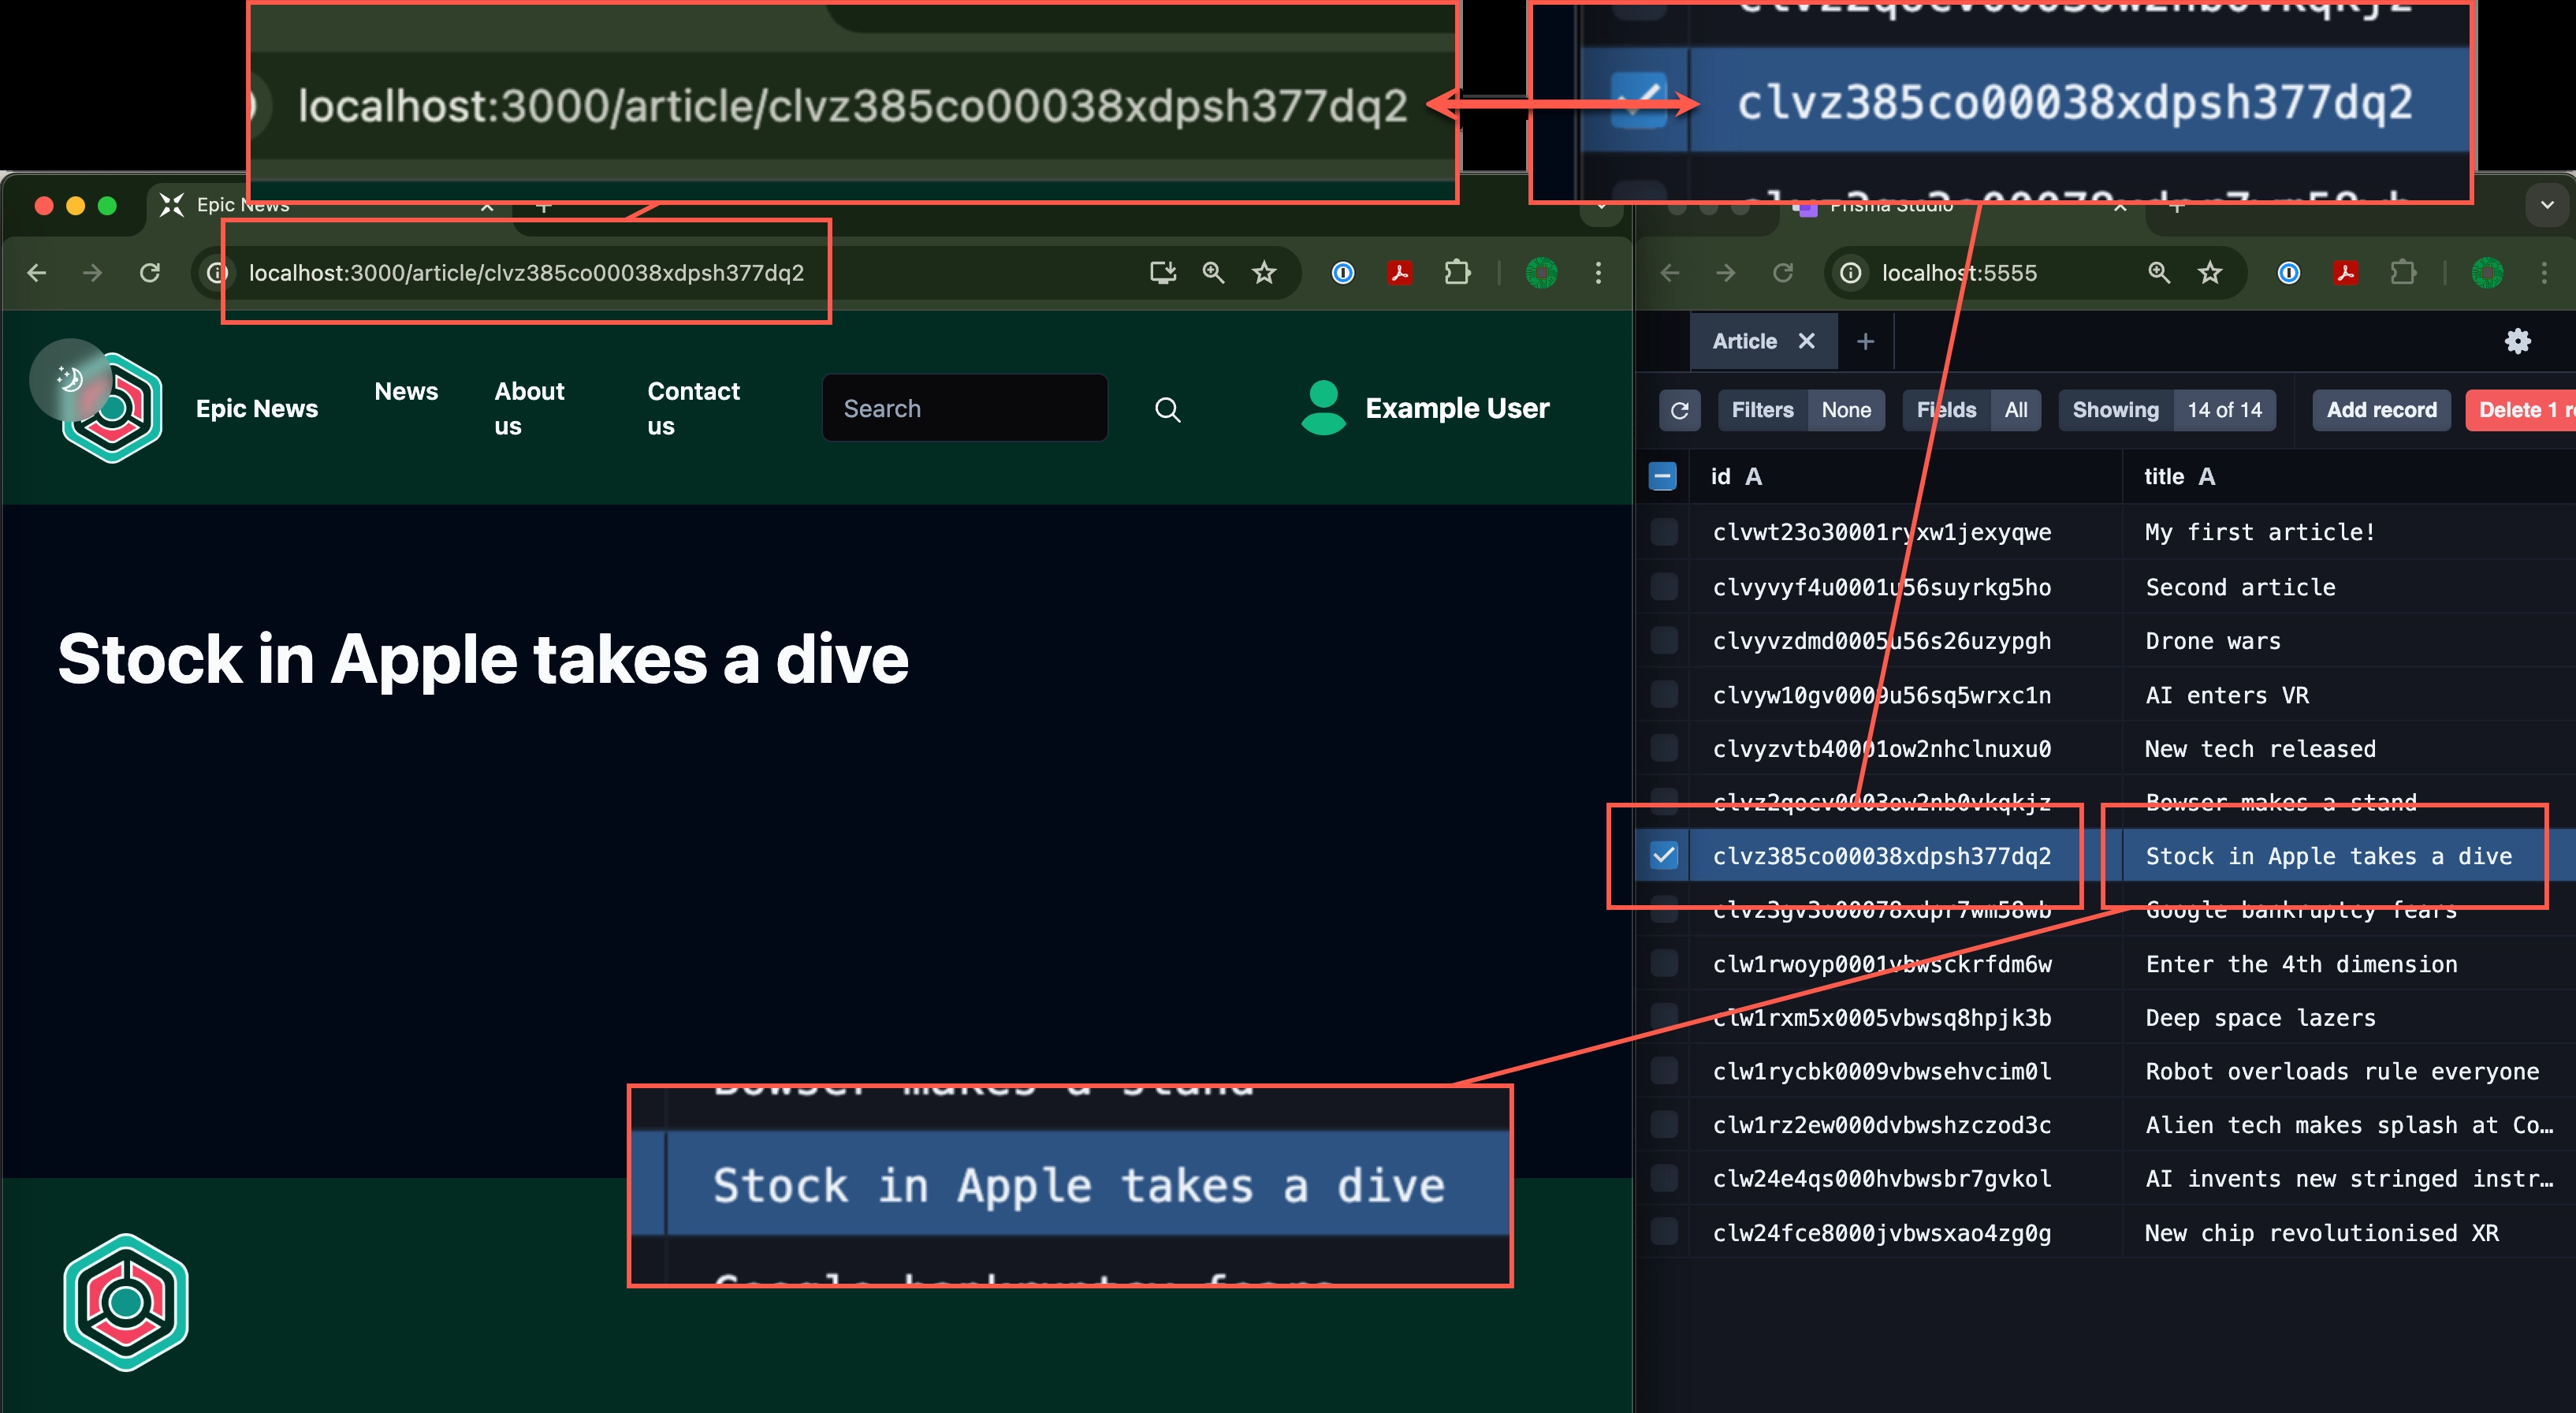 localhost:3000/article/clvz385co00038xdpsh377dq2
clvz385co00038xdpsh377dq2
Epic News
localhost:3000/article/clvz385co00038xdpsh377dq2
Epic News
News
About us
Contact us
Search
Example User
Stock in Apple takes a dive
Stock in Apple takes a dive
Prisma Studio
localhost:5555
Article
Filters None
Fields All
Showing 14 of 14
Add record
Delete 1
id A title A
clvwt23o30001ryxw1jexyqwe My first article!
clvyvyf4u0001u56suyrkg5ho Second article
clvyvzdmd0005u56s26uzypgh Drone wars
clvyw10gv0009u56sq5wrxc1n AI enters VR
clvyzvtb40001ow2nhclnuxu0 New tech released
clvz2qocv0003ow2nb0vkqkjz Bowser makes a stand
clvz385co00038xdpsh377dq2 Stock in Apple takes a dive
clvz3gv3o00078xdpr7wm58wb Google bankruptcy fears
clw1rwoyp0001vbwsckrfdm6w Enter the 4th dimension
clw1rxm5x0005vbwsq8hpjk3b Deep space lazers
clw1rycbk0009vbwsehvcim0l Robot overloads rule everyone
clw1rz2ew000dvbwshzczod3c Alien tech makes splash at Co…
clw24e4qs000hvbwsbr7gvkol AI invents new stringed instr…
clw24fce8000jvbwsxao4zg0g New chip revolutionised XR